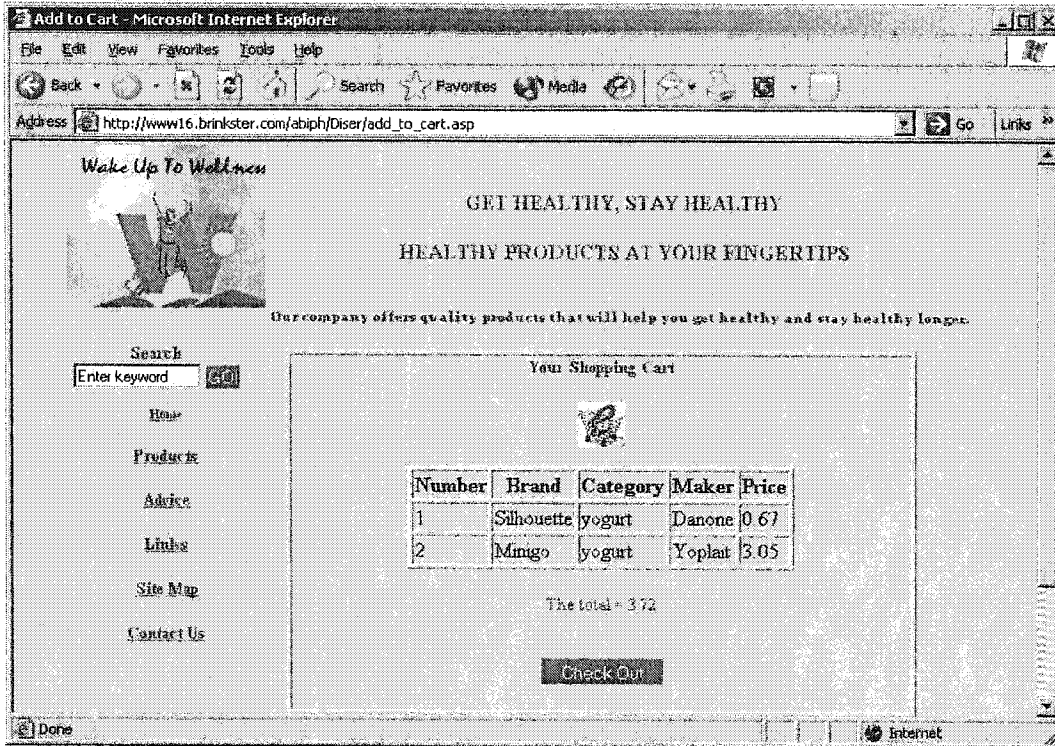 Add to Cart - Microsoft Internet Explorer
File Edit View Favorites Tools Help
Back Search Favorites Media
Address http://www16.brinkster.com/abiph/Diser/add_to_cart.asp Go Links »
Wake Up To Wellness
GET HEALTHY, STAY HEALTHY
HEALTHY PRODUCTS AT YOUR FINGERTIPS
Our company offers quality products that will help you get healthy and stay healthy longer.
Search
Enter keyword GO!
Home
Products
Advice
Links
Site Map
Contact Us
Your Shopping Cart
Number Brand Category Maker Price
1 Silhouette yogurt Danone 0.67
2 Minigo yogurt Yoplait 3.05
The total = 3.72
Check Out
Done Internet